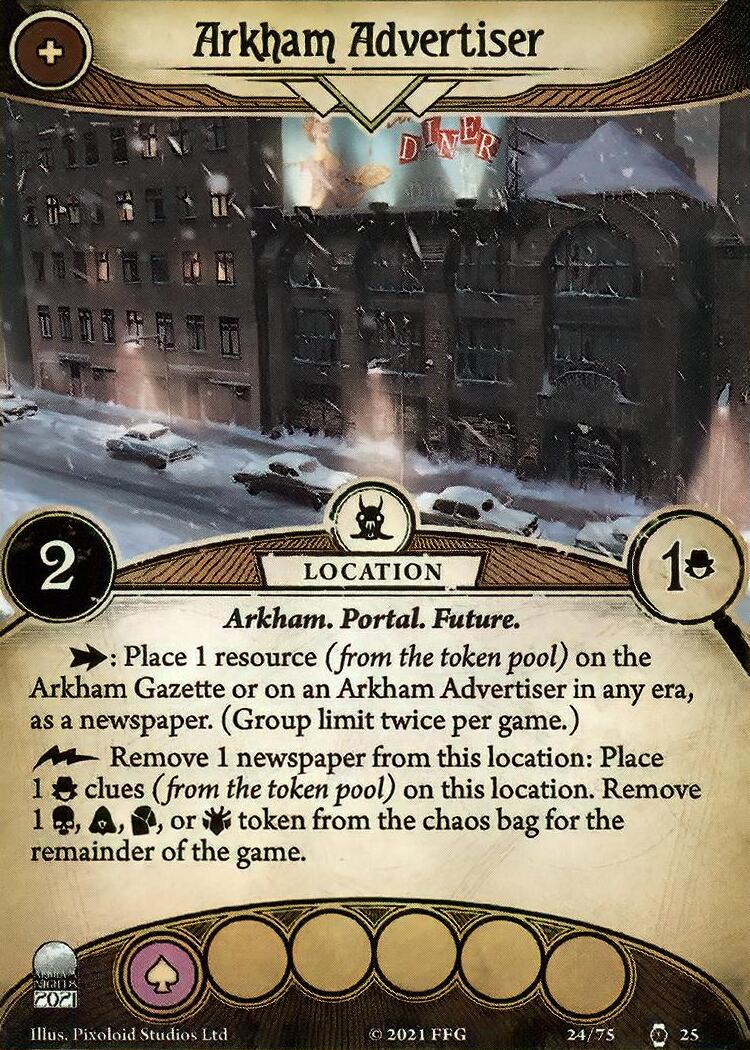 Arkham Advertiser
DINER
2
LOCATION
1
Arkham. Portal. Future.
: Place 1 resource (from the token pool) on the
Arkham Gazette or on an Arkham Advertiser in any era,
as a newspaper. (Group limit twice per game.)
Remove 1 newspaper from this location: Place
1 clues (from the token pool) on this location. Remove
1 , , , or token from the chaos bag for the
remainder of the game.
ARKHAM
NIGHTS
2021
Illus. Pixoloid Studios Ltd
© 2021 FFG
24/75
25